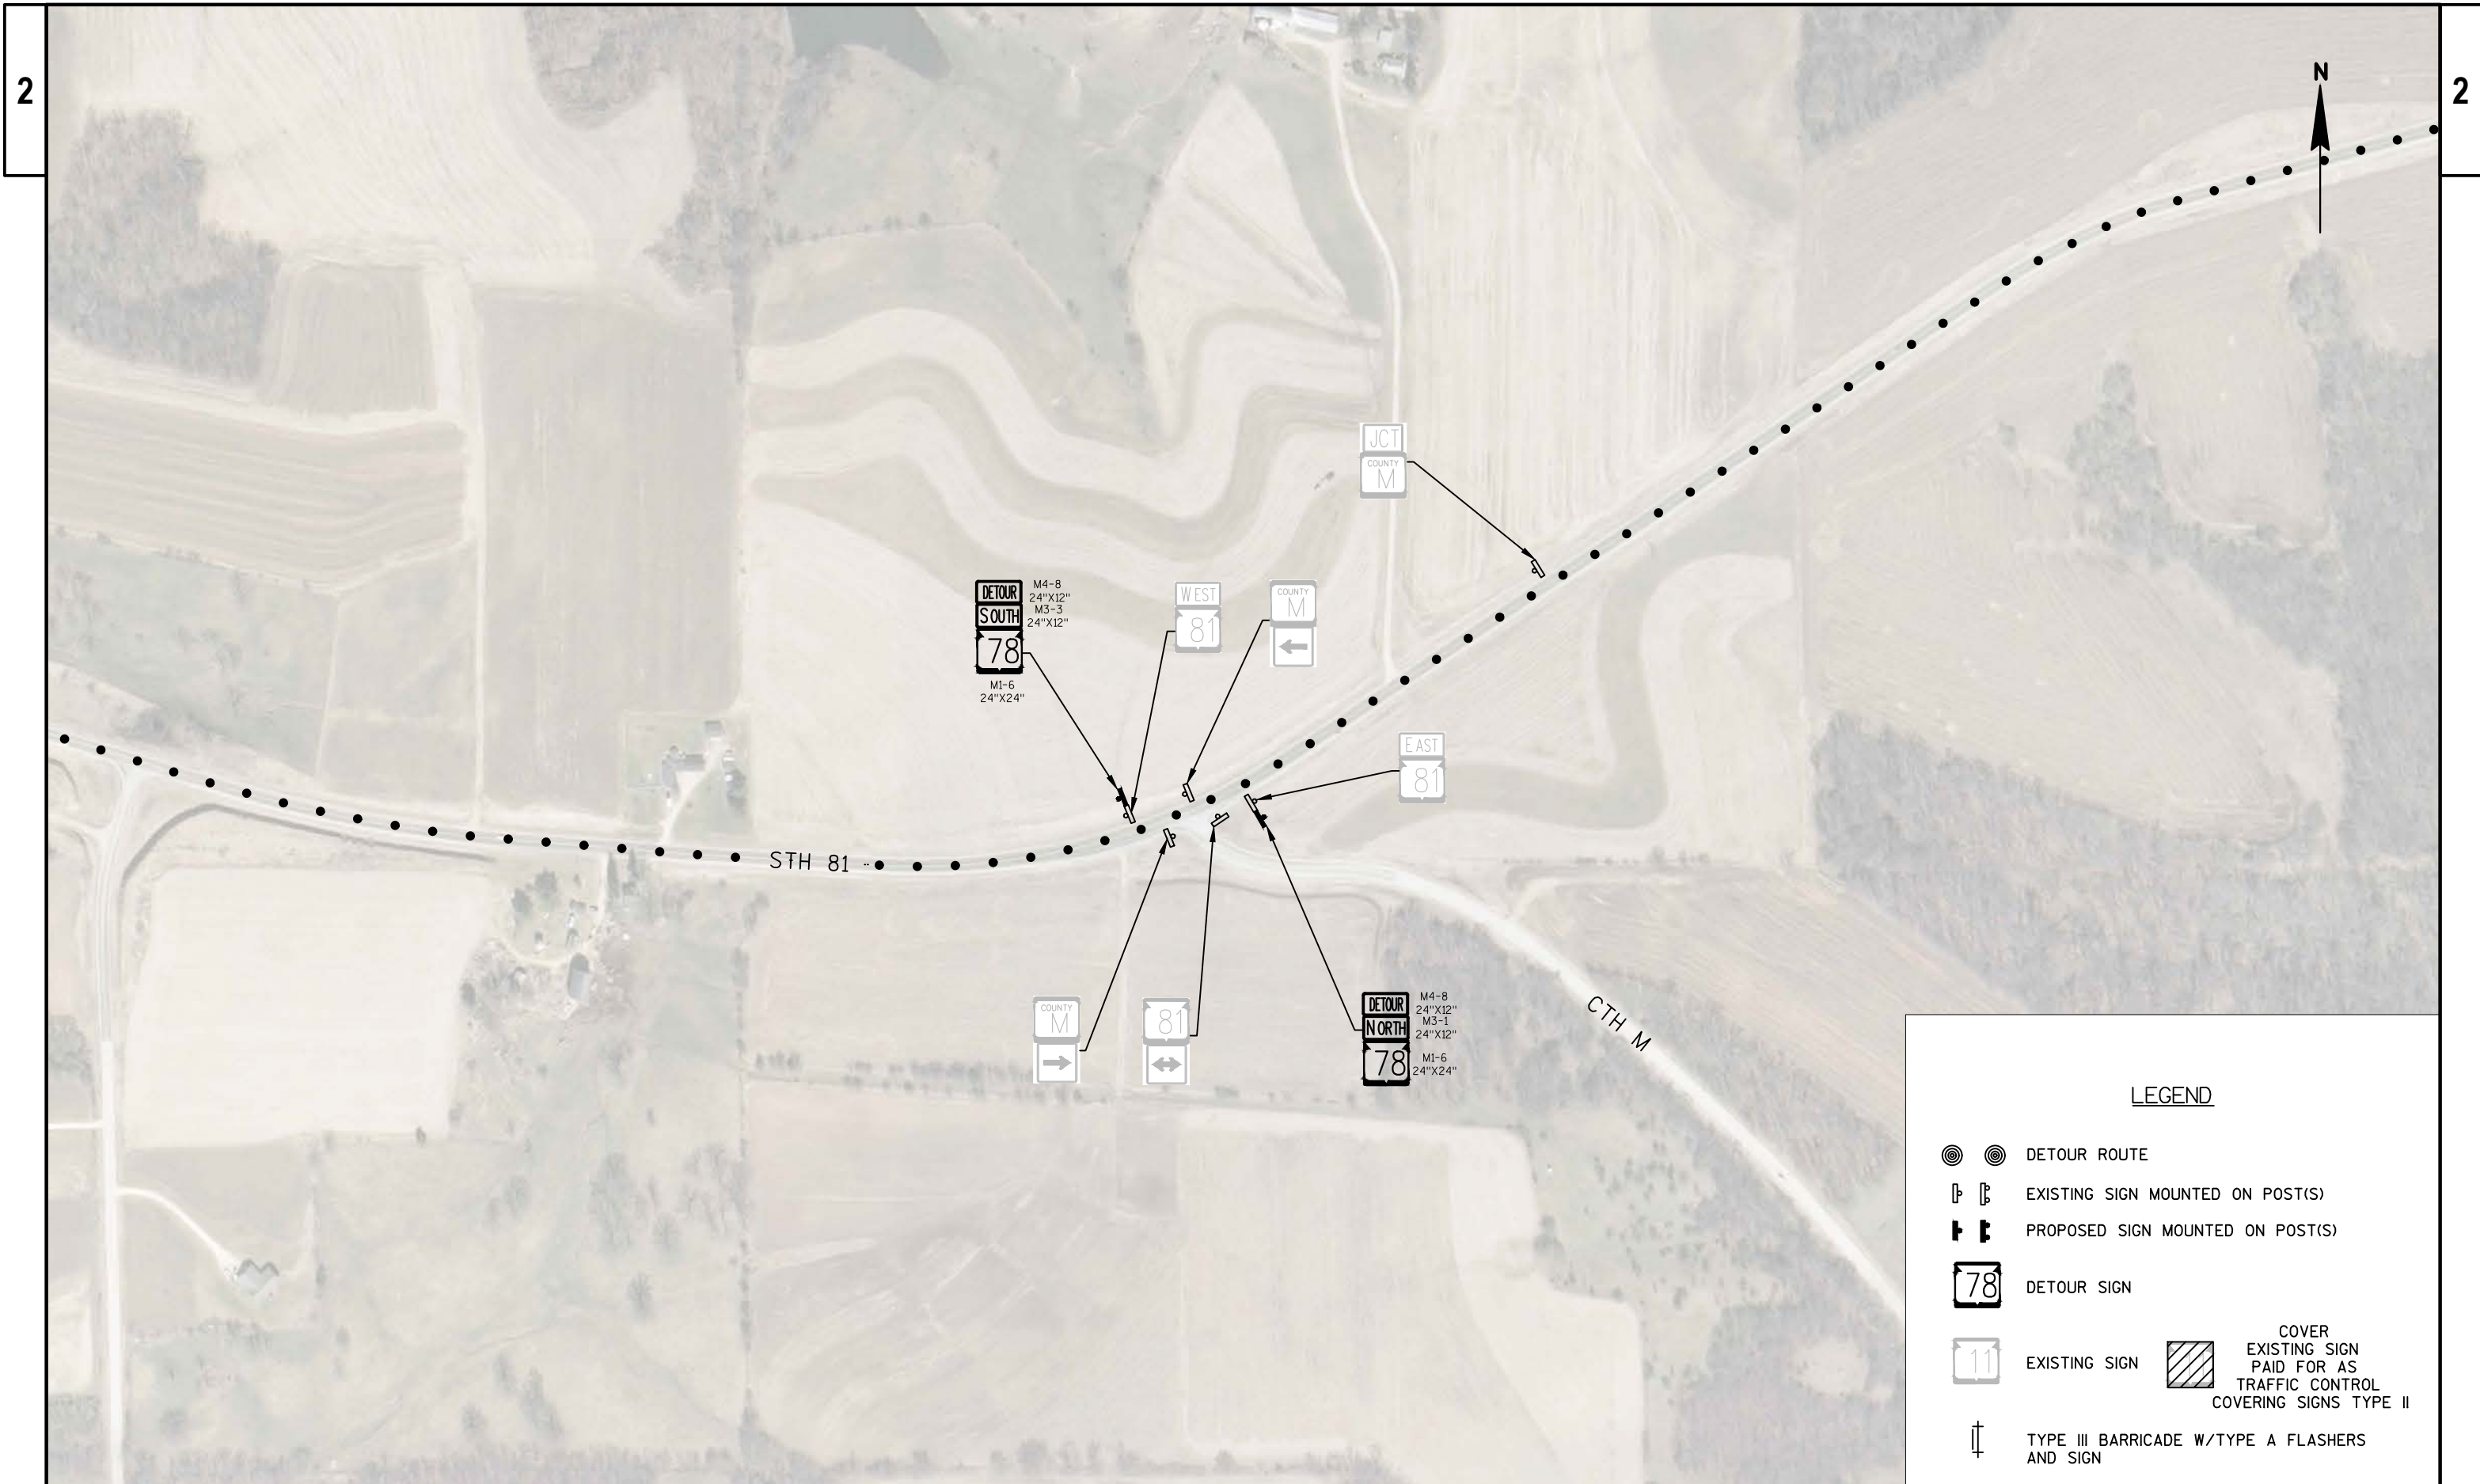 2
2
N
JCT
COUNTY
M
DETOUR
SOUTH
78
M4-8
24"X12"
M3-3
24"X12"
M1-6
24"X24"
WEST
81
COUNTY
M
EAST
81
STH 81
COUNTY
M
81
DETOUR
NORTH
78
M4-8
24"X12"
M3-1
24"X12"
M1-6
24"X24"
CTH M
LEGEND
DETOUR ROUTE
EXISTING SIGN MOUNTED ON POST(S)
PROPOSED SIGN MOUNTED ON POST(S)
78
DETOUR SIGN
11
EXISTING SIGN
COVER
EXISTING SIGN
PAID FOR AS
TRAFFIC CONTROL
COVERING SIGNS TYPE II
TYPE III BARRICADE W/TYPE A FLASHERS
AND SIGN